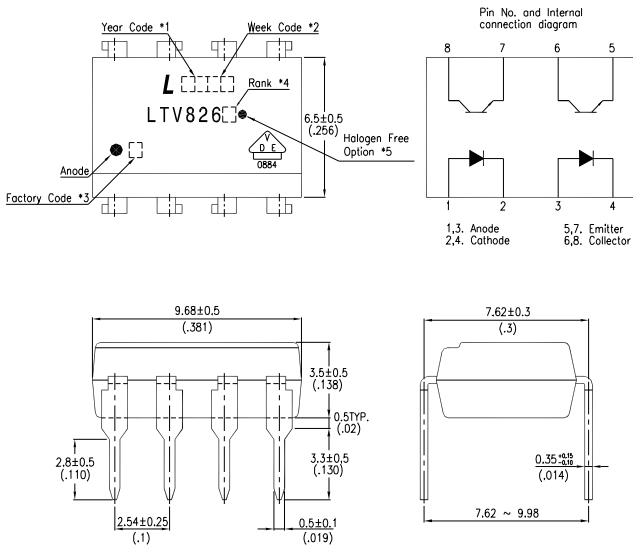 Year Code *1
Week Code *2
L
Rank *4
LTV826
6.5±0.5
(.256)
Halogen Free
Option *5
V
D E
0884
Anode
Factory Code *3
Pin No. and Internal
connection diagram
8 7 6 5
1 2 3 4
1,3. Anode
2,4. Cathode
5,7. Emitter
6,8. Collector
9.68±0.5
(.381)
3.5±0.5
(.138)
0.5TYP.
(.02)
2.8±0.5
(.110)
3.3±0.5
(.130)
2.54±0.25
(.1)
0.5±0.1
(.019)
7.62±0.3
(.3)
0.35 +0.15 -0.10
(.014)
7.62 ~ 9.98